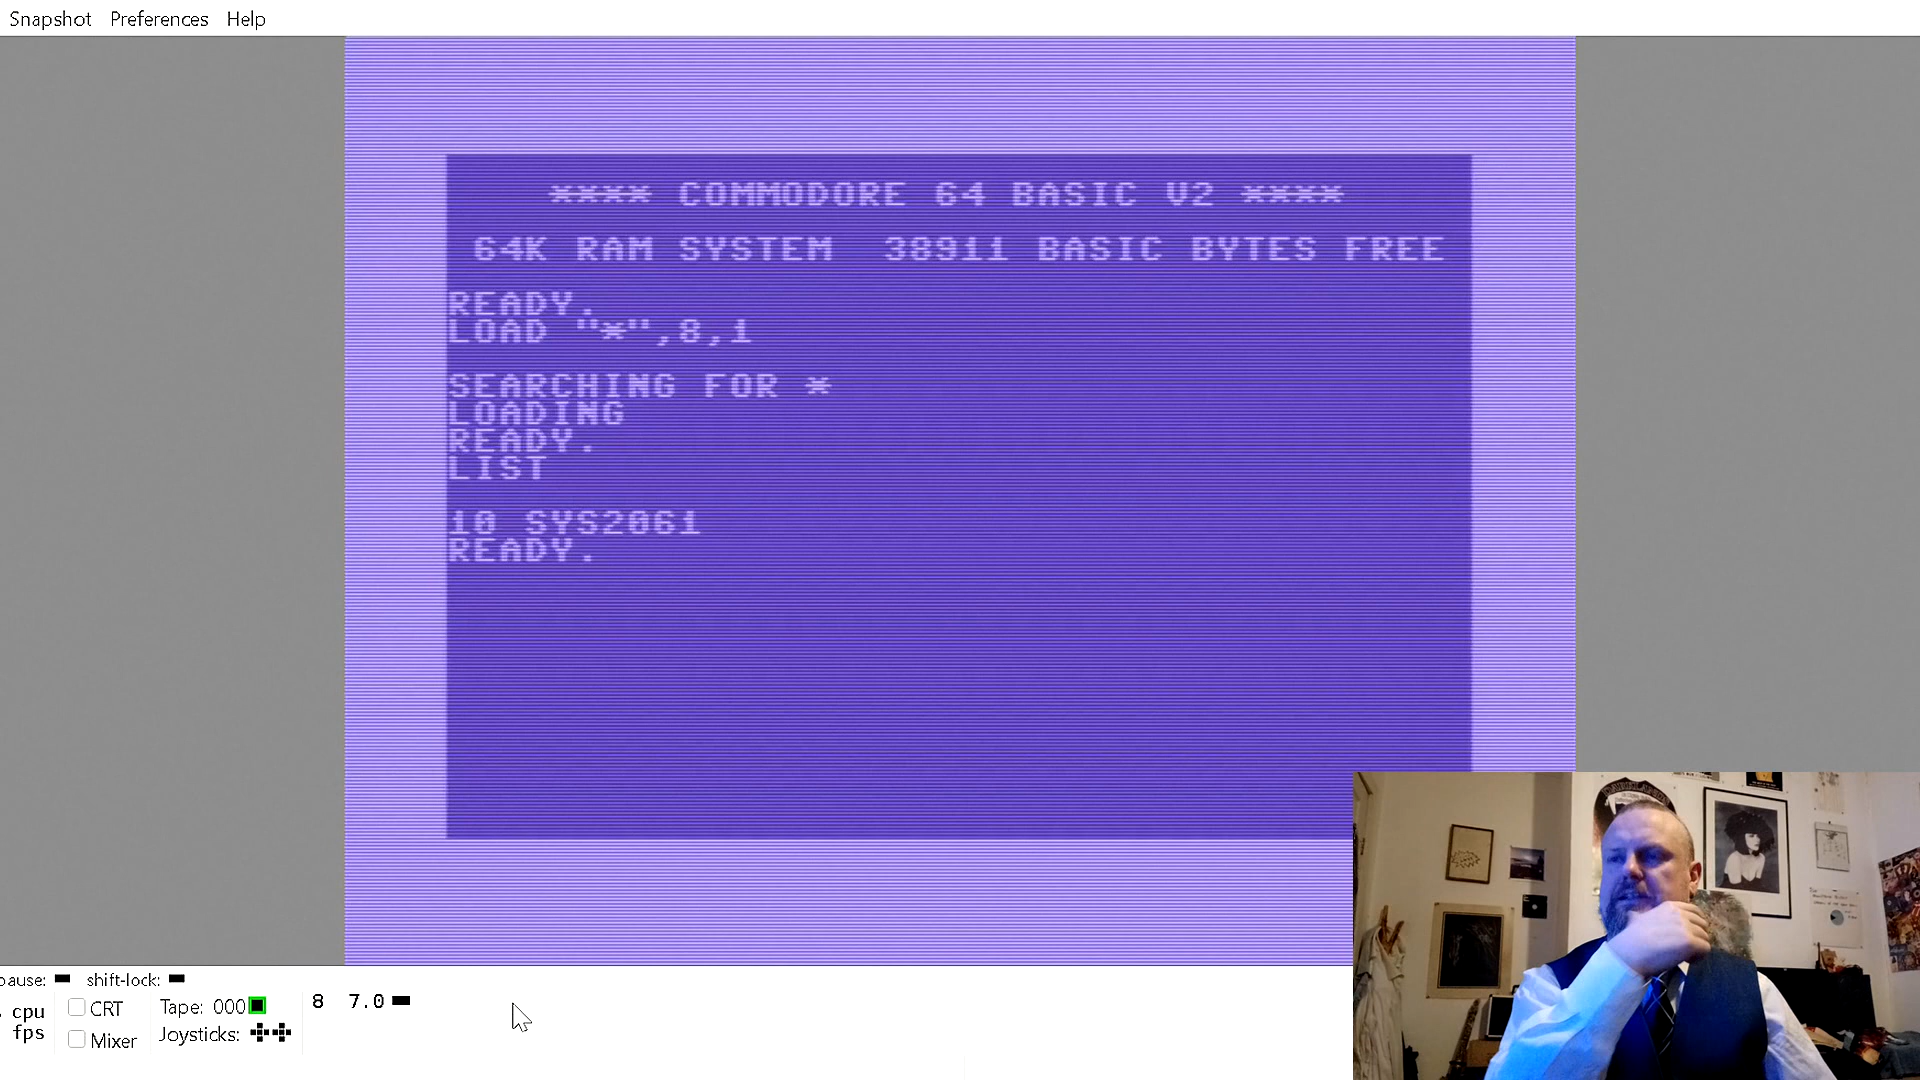 Snapshot Preferences Help
**** COMMODORE 64 BASIC V2 ****
64K RAM SYSTEM  38911 BASIC BYTES FREE
READY.
LOAD "*",8,1
SEARCHING FOR *
LOADING
READY.
LIST
10 SYS2061
READY.
pause: shift-lock:
cpu
fps
CRT
Mixer
Tape: 000
Joysticks:
8 7.0